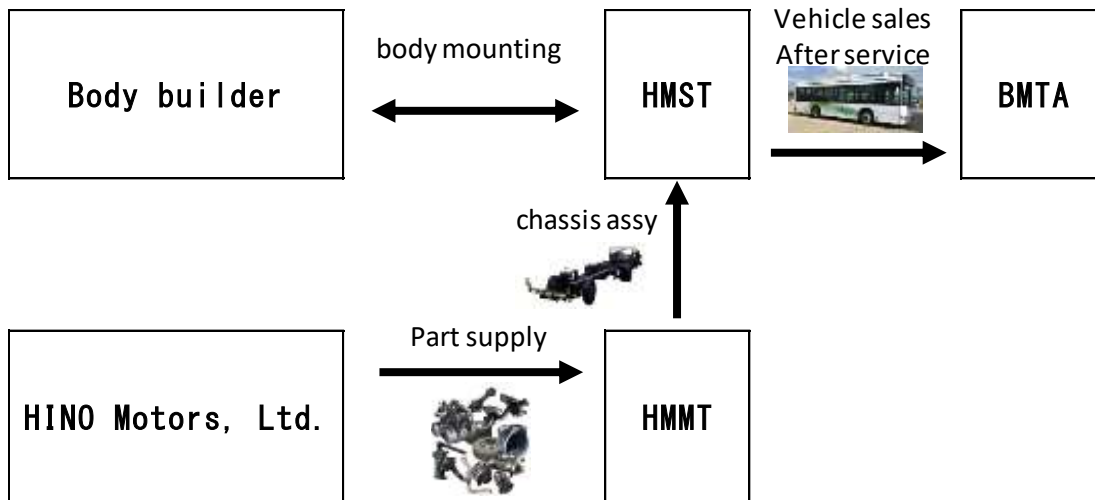 Vehicle sales
After service
body mounting
Body builder
HMST
BMTA
chassis assy
Part supply
HINO Motors, Ltd.
HMMT